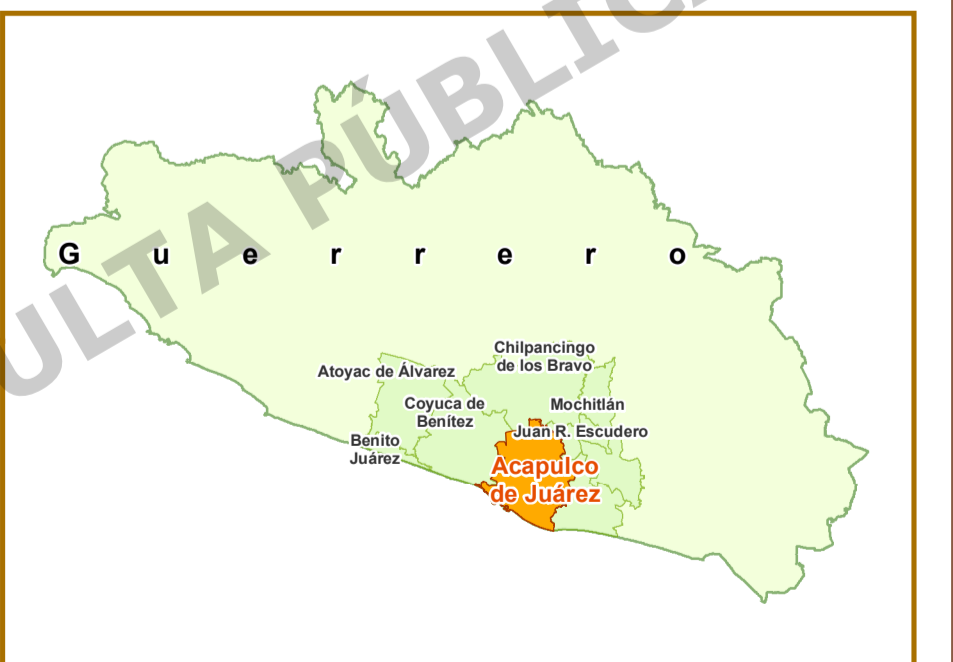 ULTA PÚBLICA
G u e r r e r o
Chilpancingo
de los Bravo
Atoyac de Álvarez
Coyuca de
Benítez
Mochitlán
Juan R. Escudero
Benito
Juárez
Acapulco
de Juárez